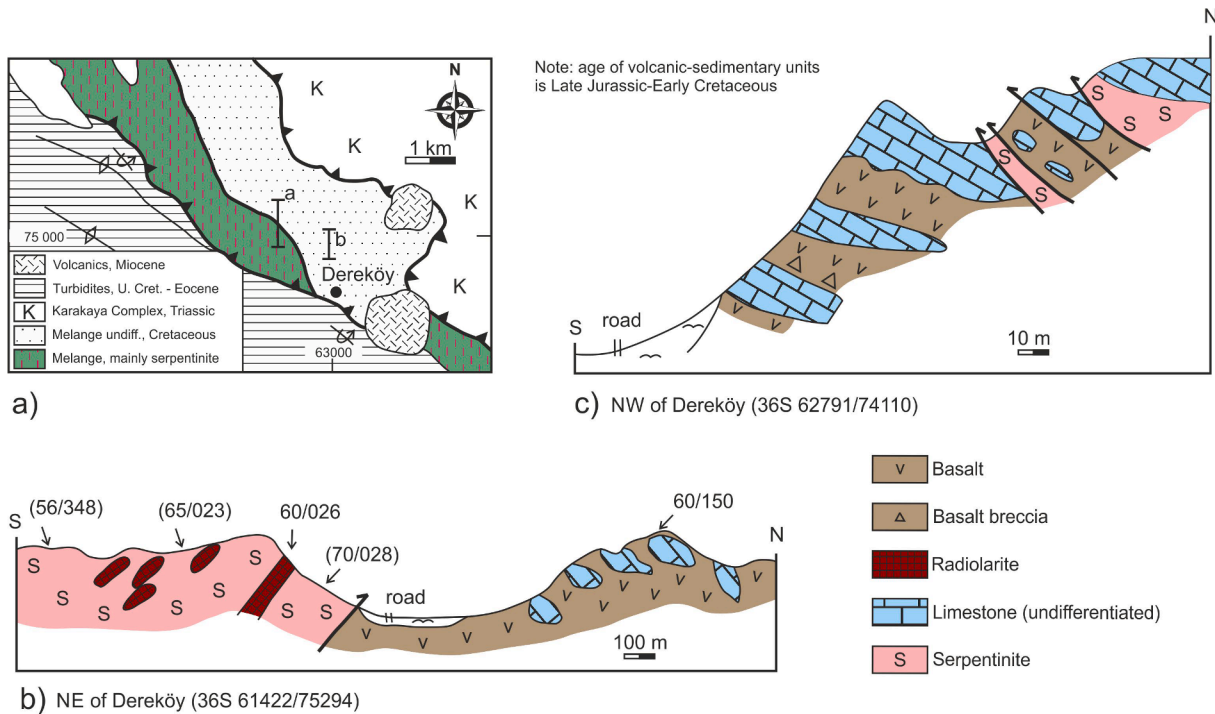 N
K
K
K
K
K
1 km
a
b
Dereköy
75 000
63000
Volcanics, Miocene
Turbidites, U. Cret. - Eocene
K Karakaya Complex, Triassic
Melange undiff., Cretaceous
Melange, mainly serpentinite
a)
Note: age of volcanic-sedimentary units
is Late Jurassic-Early Cretaceous
N
S
road
S
S
S
S
S
10 m
c) NW of Dereköy (36S 62791/74110)
S
(56/348)
(65/023)
60/026
(70/028)
road
60/150
N
S
S
S
S
S
S
S
S
S
100 m
b) NE of Dereköy (36S 61422/75294)
v Basalt
Basalt breccia
Radiolarite
Limestone (undifferentiated)
S Serpentinite